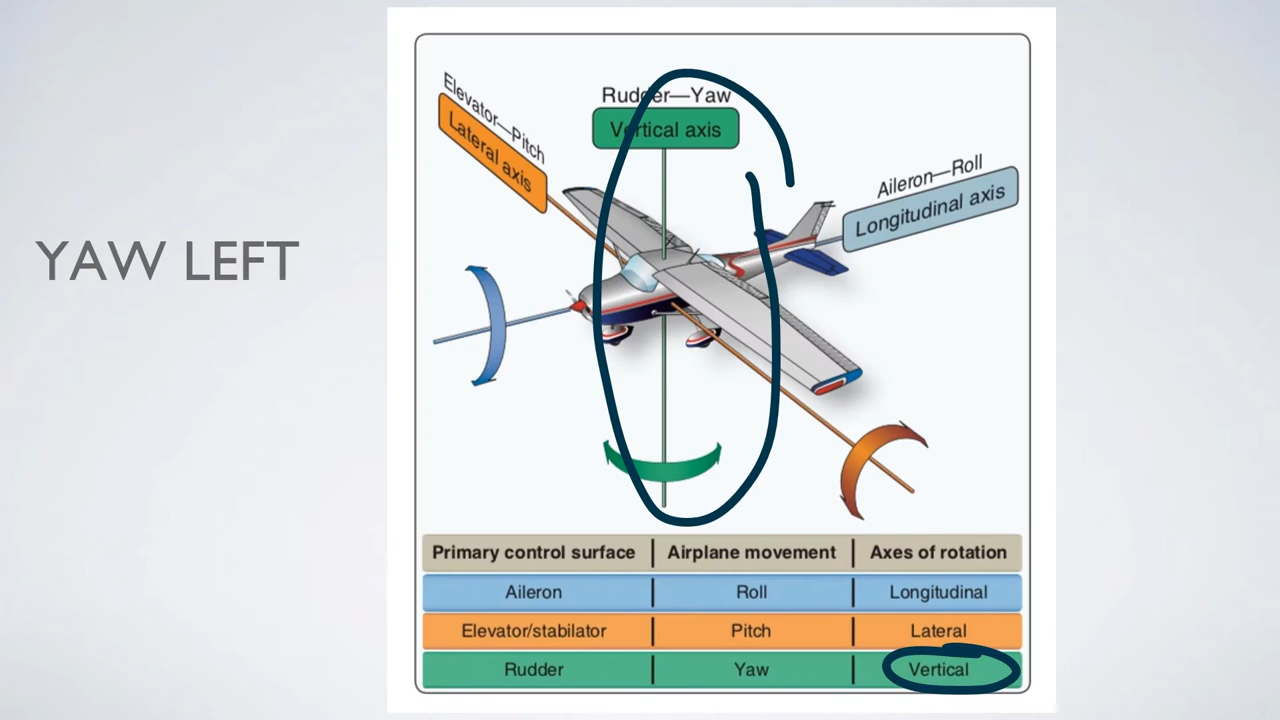 YAW LEFT
Elevator—Pitch
Lateral axis
Rudder—Yaw
Vertical axis
Aileron—Roll
Longitudinal axis
Primary control surface Airplane movement Axes of rotation
Aileron Roll Longitudinal
Elevator/stabilator Pitch Lateral
Rudder Yaw Vertical